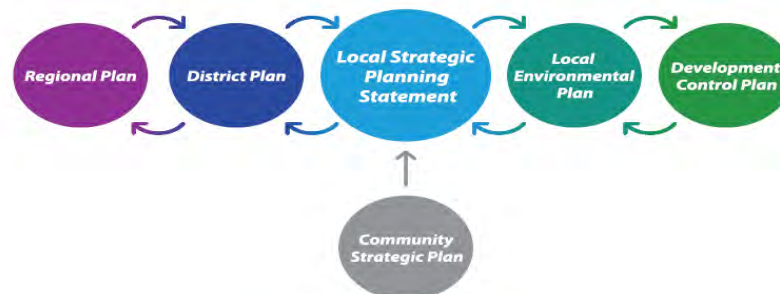 Regional Plan
District Plan
Local Strategic
Planning
Statement
Local
Environmental
Plan
Development
Control Plan
Community
Strategic Plan